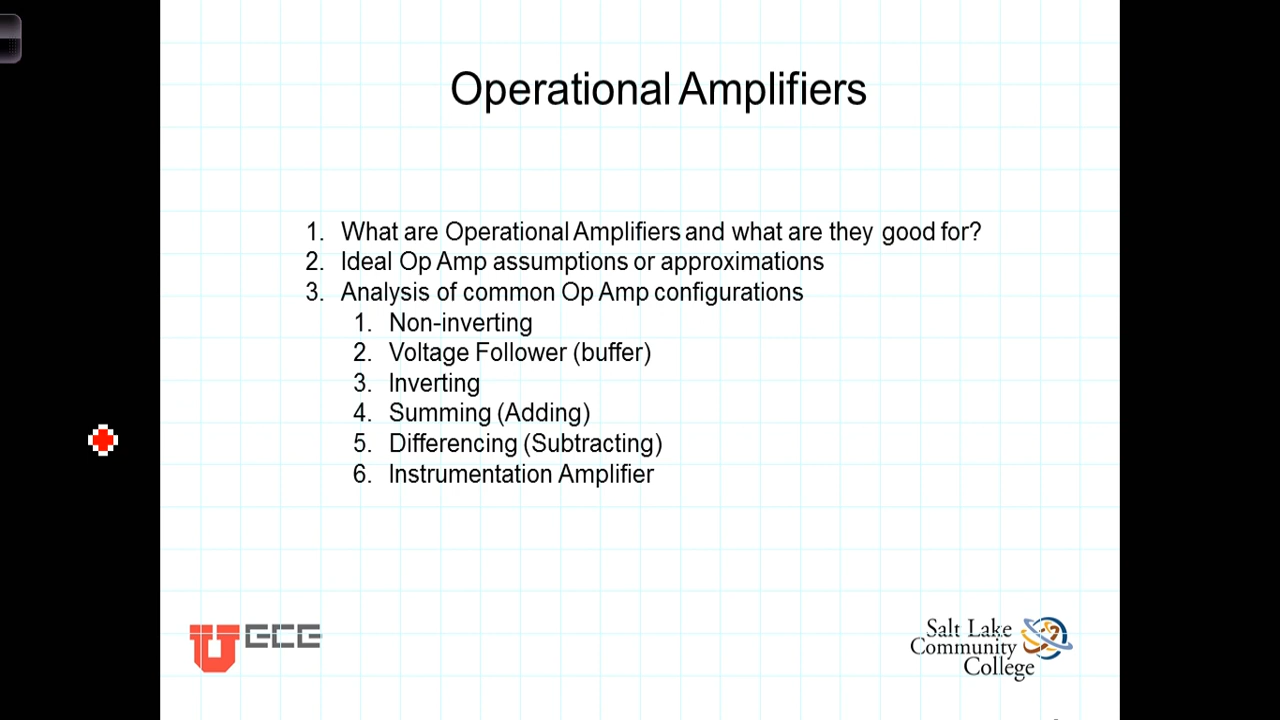 Operational Amplifiers
1. What are Operational Amplifiers and what are they good for?
2. Ideal Op Amp assumptions or approximations
3. Analysis of common Op Amp configurations
1. Non-inverting
2. Voltage Follower (buffer)
3. Inverting
4. Summing (Adding)
5. Differencing (Subtracting)
6. Instrumentation Amplifier
U ECE
Salt Lake
Community
College